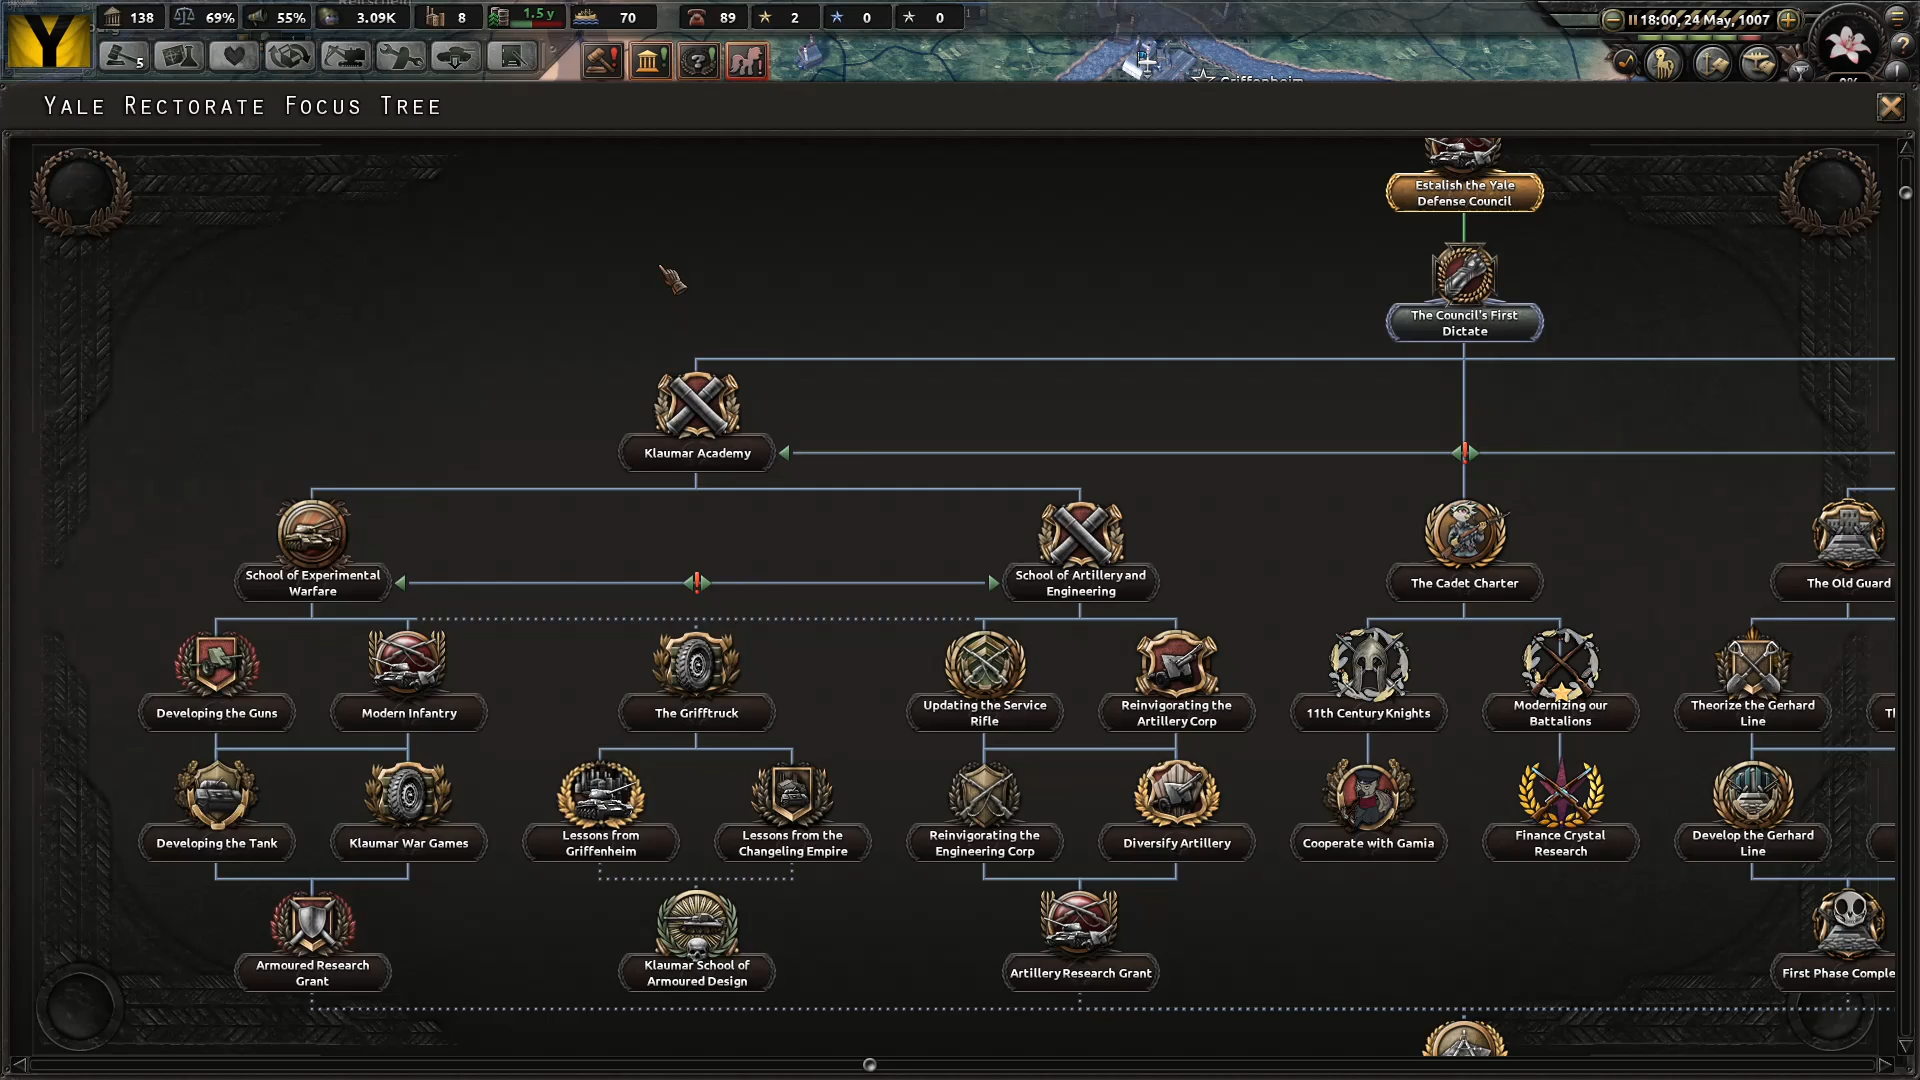 138
69%
55%
3.09K
8
1.5 y
70
89
2
0
0
18:00, 24 May, 1007
Y
5
Griffenheim
0%
Yale Rectorate Focus Tree
Estalish the Yale
Defense Council
The Council's First
Dictate
Klaumar Academy
School of Experimental
Warfare
School of Artillery and
Engineering
The Cadet Charter
The Old Guard
Developing the Guns
Modern Infantry
The Grifftruck
Updating the Service
Rifle
Reinvigorating the
Artillery Corp
11th Century Knights
Modernizing our
Battalions
Theorize the Gerhard
Line
Developing the Tank
Klaumar War Games
Lessons from
Griffenheim
Lessons from the
Changeling Empire
Reinvigorating the
Engineering Corp
Diversify Artillery
Cooperate with Gamia
Finance Crystal
Research
Develop the Gerhard
Line
Armoured Research
Grant
Klaumar School of
Armoured Design
Artillery Research Grant
First Phase Comple